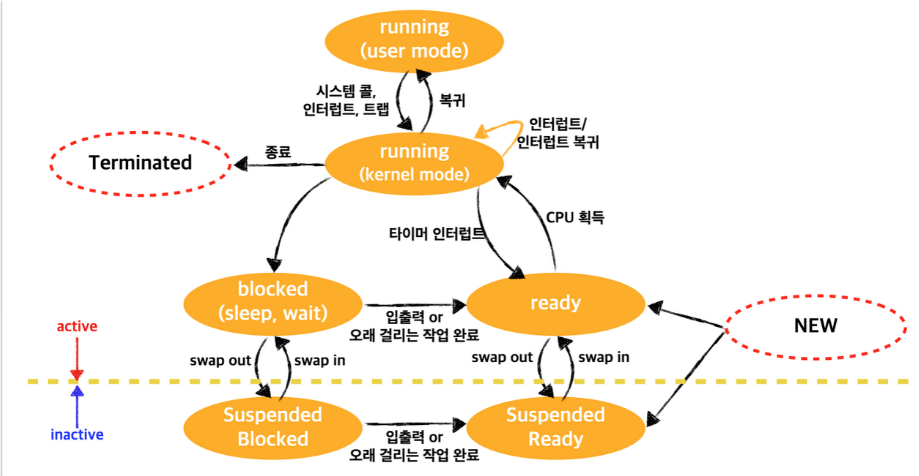 running
(user mode)
시스템 콜,
인터럽트, 트랩
복귀
인터럽트/
인터럽트 복귀
Terminated
종료
running
(kernel mode)
CPU 획득
타이머 인터럽트
blocked
(sleep, wait)
입출력 or
오래 걸리는 작업 완료
ready
NEW
active
swap out
swap in
swap out
swap in
inactive
Suspended
Blocked
입출력 or
오래 걸리는 작업 완료
Suspended
Ready